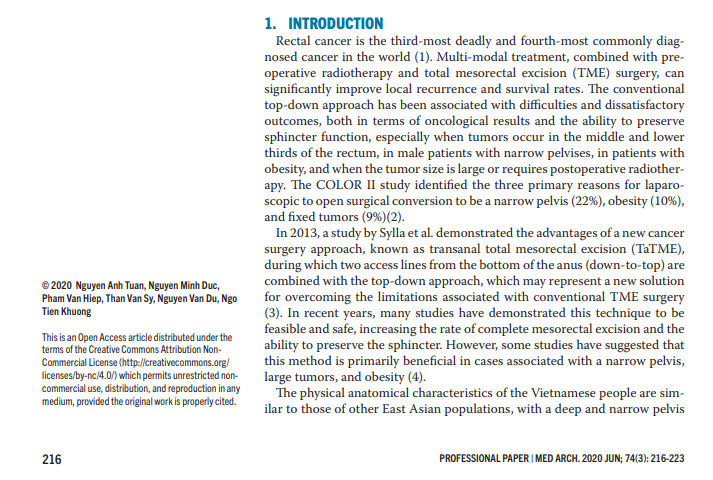 1. INTRODUCTION
Rectal cancer is the third-most deadly and fourth-most commonly diag-
nosed cancer in the world (1). Multi-modal treatment, combined with pre-
operative radiotherapy and total mesorectal excision (TME) surgery, can
significantly improve local recurrence and survival rates. The conventional
top-down approach has been associated with difficulties and dissatisfactory
outcomes, both in terms of oncological results and the ability to preserve
sphincter function, especially when tumors occur in the middle and lower
thirds of the rectum, in male patients with narrow pelvises, in patients with
obesity, and when the tumor size is large or requires postoperative radiother-
apy. The COLOR II study identified the three primary reasons for laparo-
scopic to open surgical conversion to be a narrow pelvis (22%), obesity (10%),
and fixed tumors (9%)(2).
In 2013, a study by Sylla et al. demonstrated the advantages of a new cancer
surgery approach, known as transanal total mesorectal excision (TaTME),
during which two access lines from the bottom of the anus (down-to-top) are
combined with the top-down approach, which may represent a new solution
for overcoming the limitations associated with conventional TME surgery
(3). In recent years, many studies have demonstrated this technique to be
feasible and safe, increasing the rate of complete mesorectal excision and the
ability to preserve the sphincter. However, some studies have suggested that
this method is primarily beneficial in cases associated with a narrow pelvis,
large tumors, and obesity (4).
The physical anatomical characteristics of the Vietnamese people are sim-
ilar to those of other East Asian populations, with a deep and narrow pelvis
© 2020 Nguyen Anh Tuan, Nguyen Minh Duc,
Pham Van Hiep, Than Van Sy, Nguyen Van Du, Ngo
Tien Khuong
This is an Open Access article distributed under the
terms of the Creative Commons Attribution Non-
Commercial License (http://creativecommons.org/
licenses/by-nc/4.0/) which permits unrestricted non-
commercial use, distribution, and reproduction in any
medium, provided the original work is properly cited.
216
PROFESSIONAL PAPER | MED ARCH. 2020 JUN; 74(3): 216-223